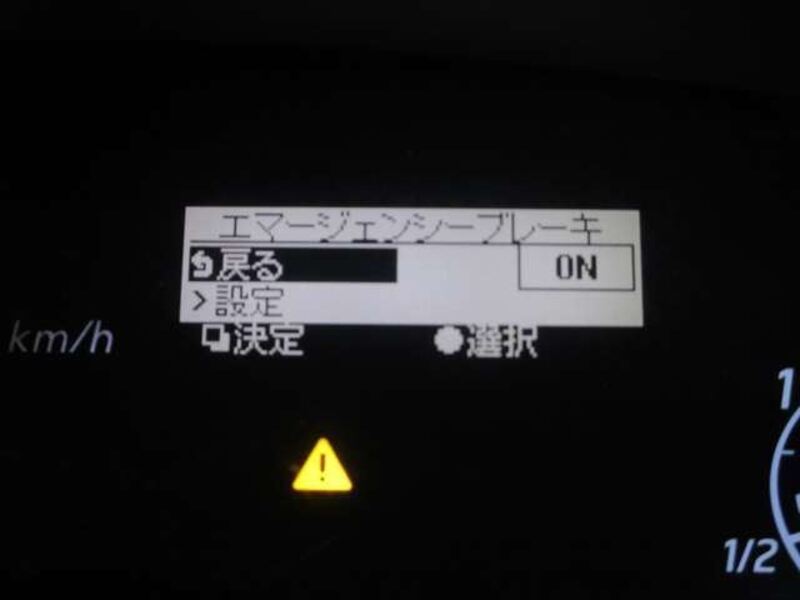 エマージェンシーブレーキ
戻る ON
> 設定
決定 選択
km/h
1
1/2